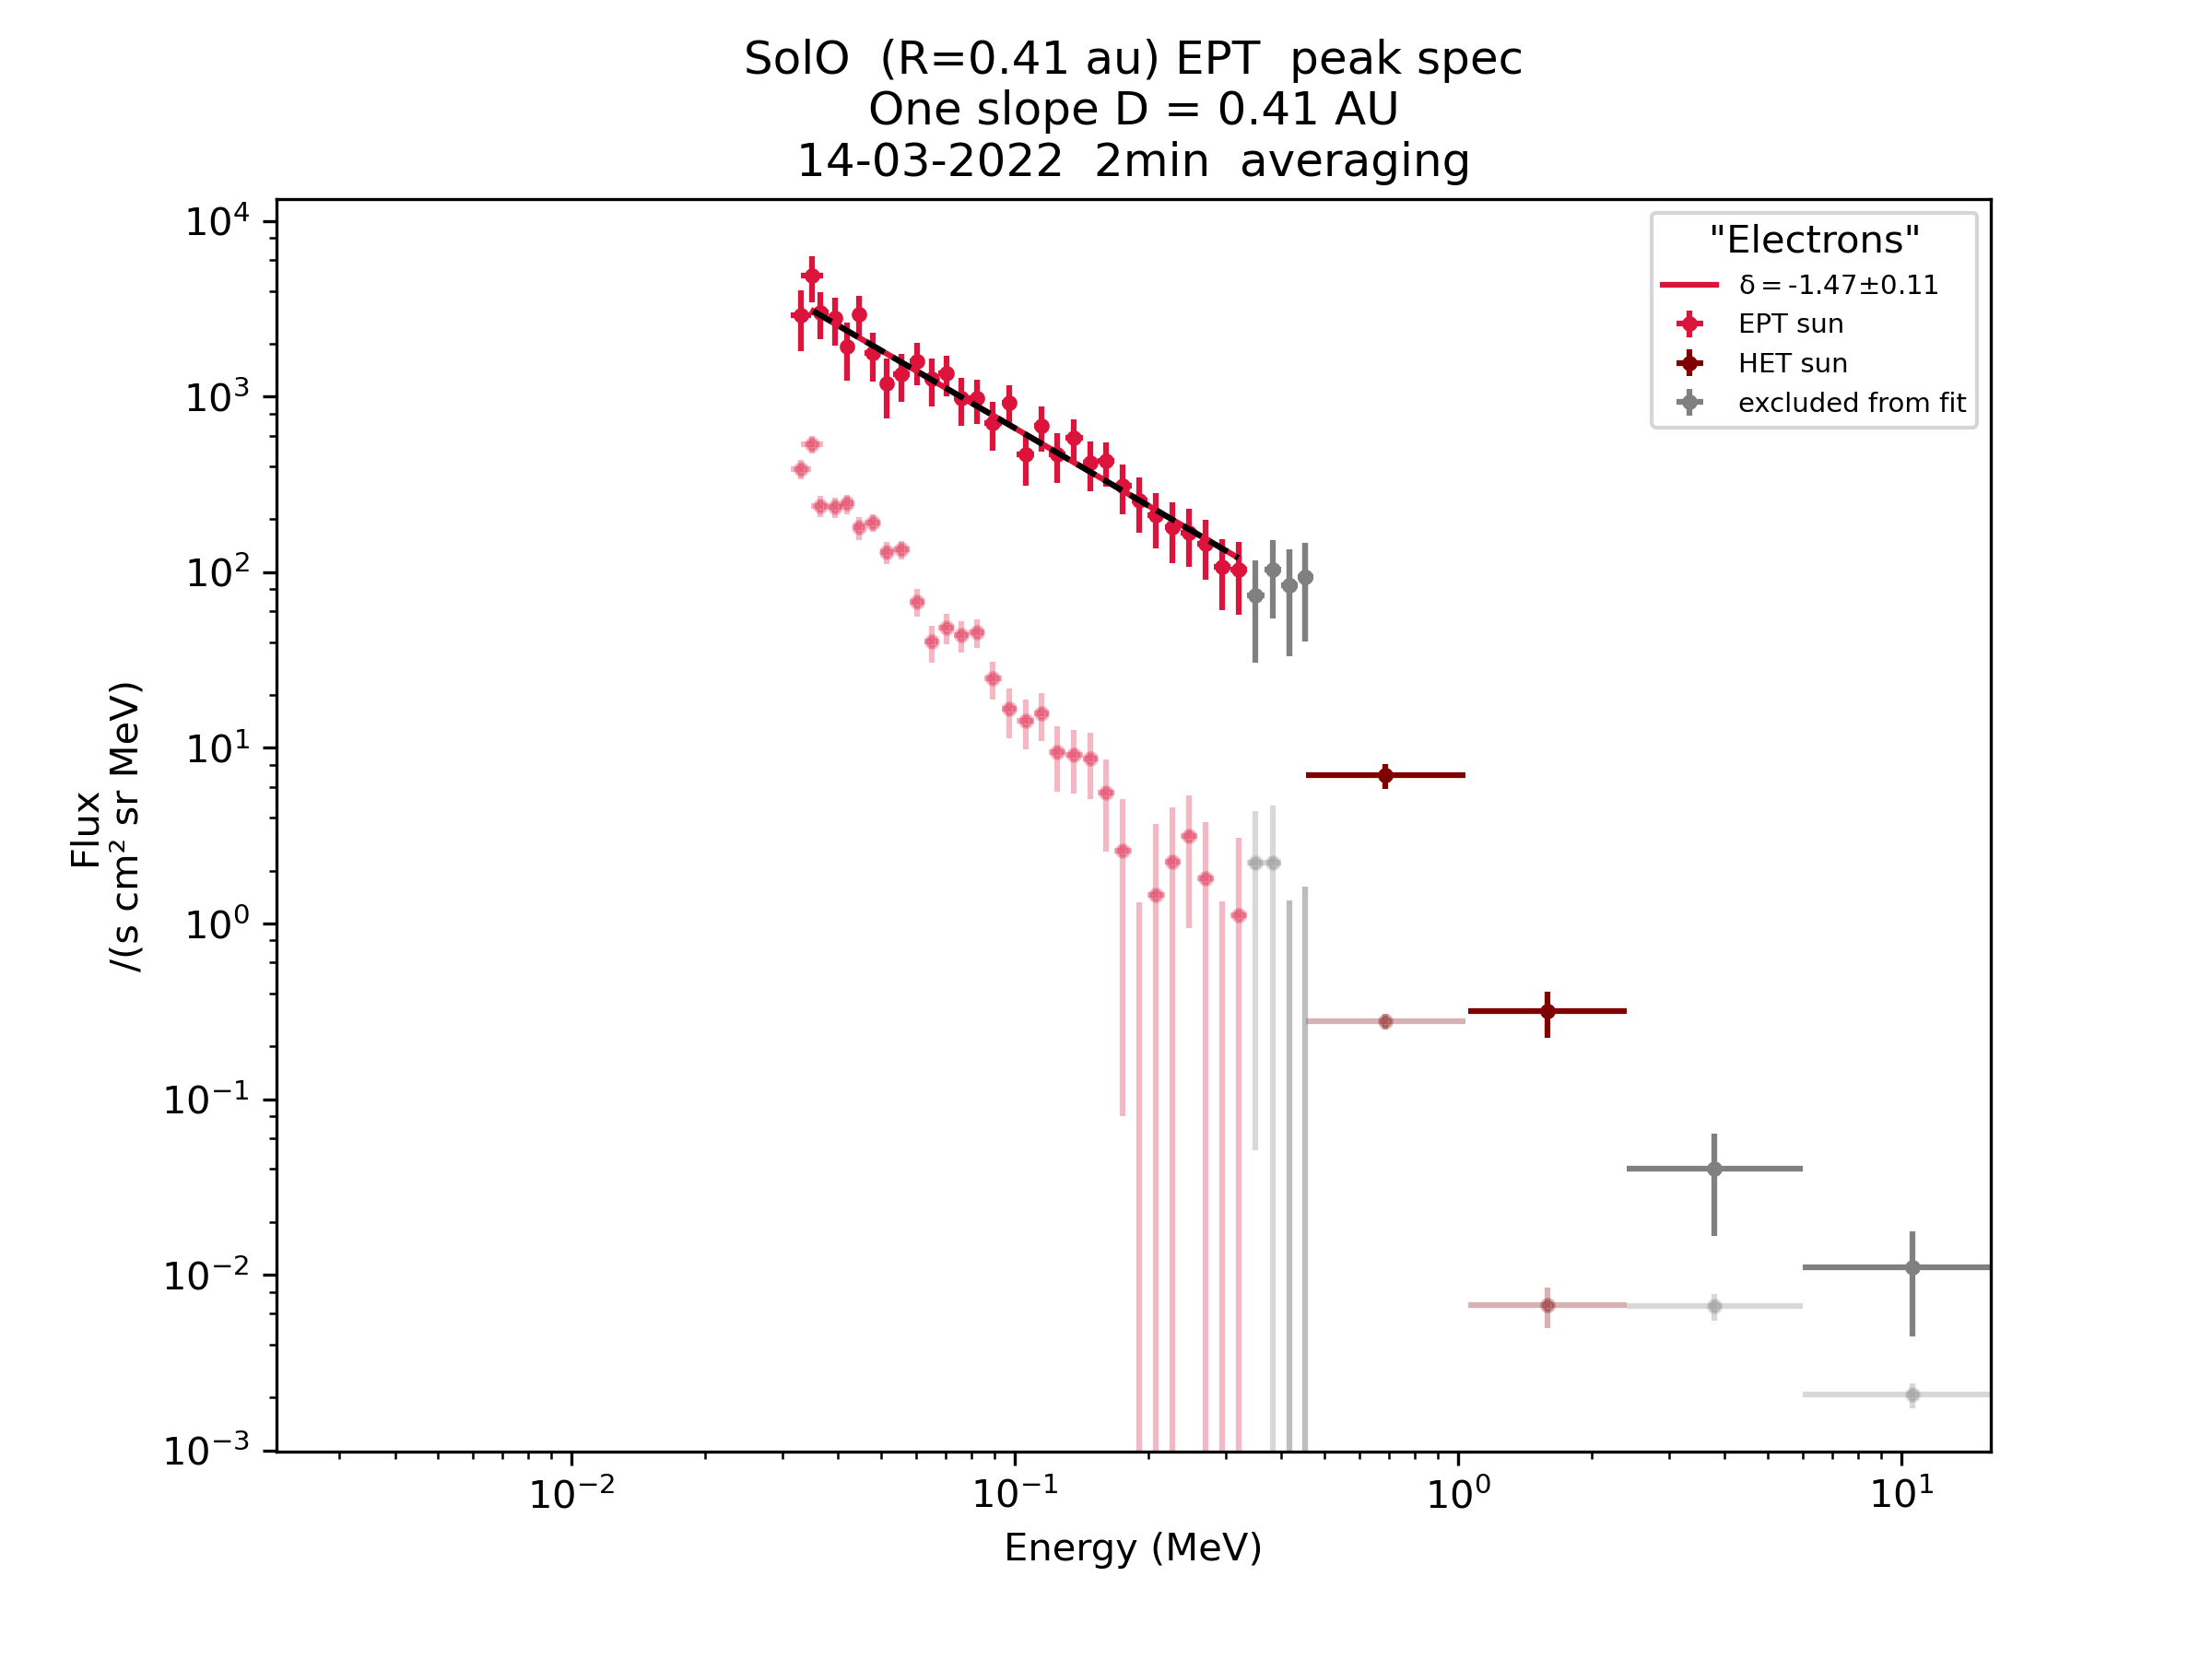 SolO  (R=0.41 au) EPT  peak spec
One slope D = 0.41 AU
14-03-2022  2min  averaging
"Electrons"
δ = -1.47±0.11
EPT sun
HET sun
excluded from fit
Flux
/(s cm² sr MeV)
10⁴
10³
10²
10¹
10⁰
10⁻¹
10⁻²
10⁻³
10⁻² 10⁻¹ 10⁰ 10¹
Energy (MeV)